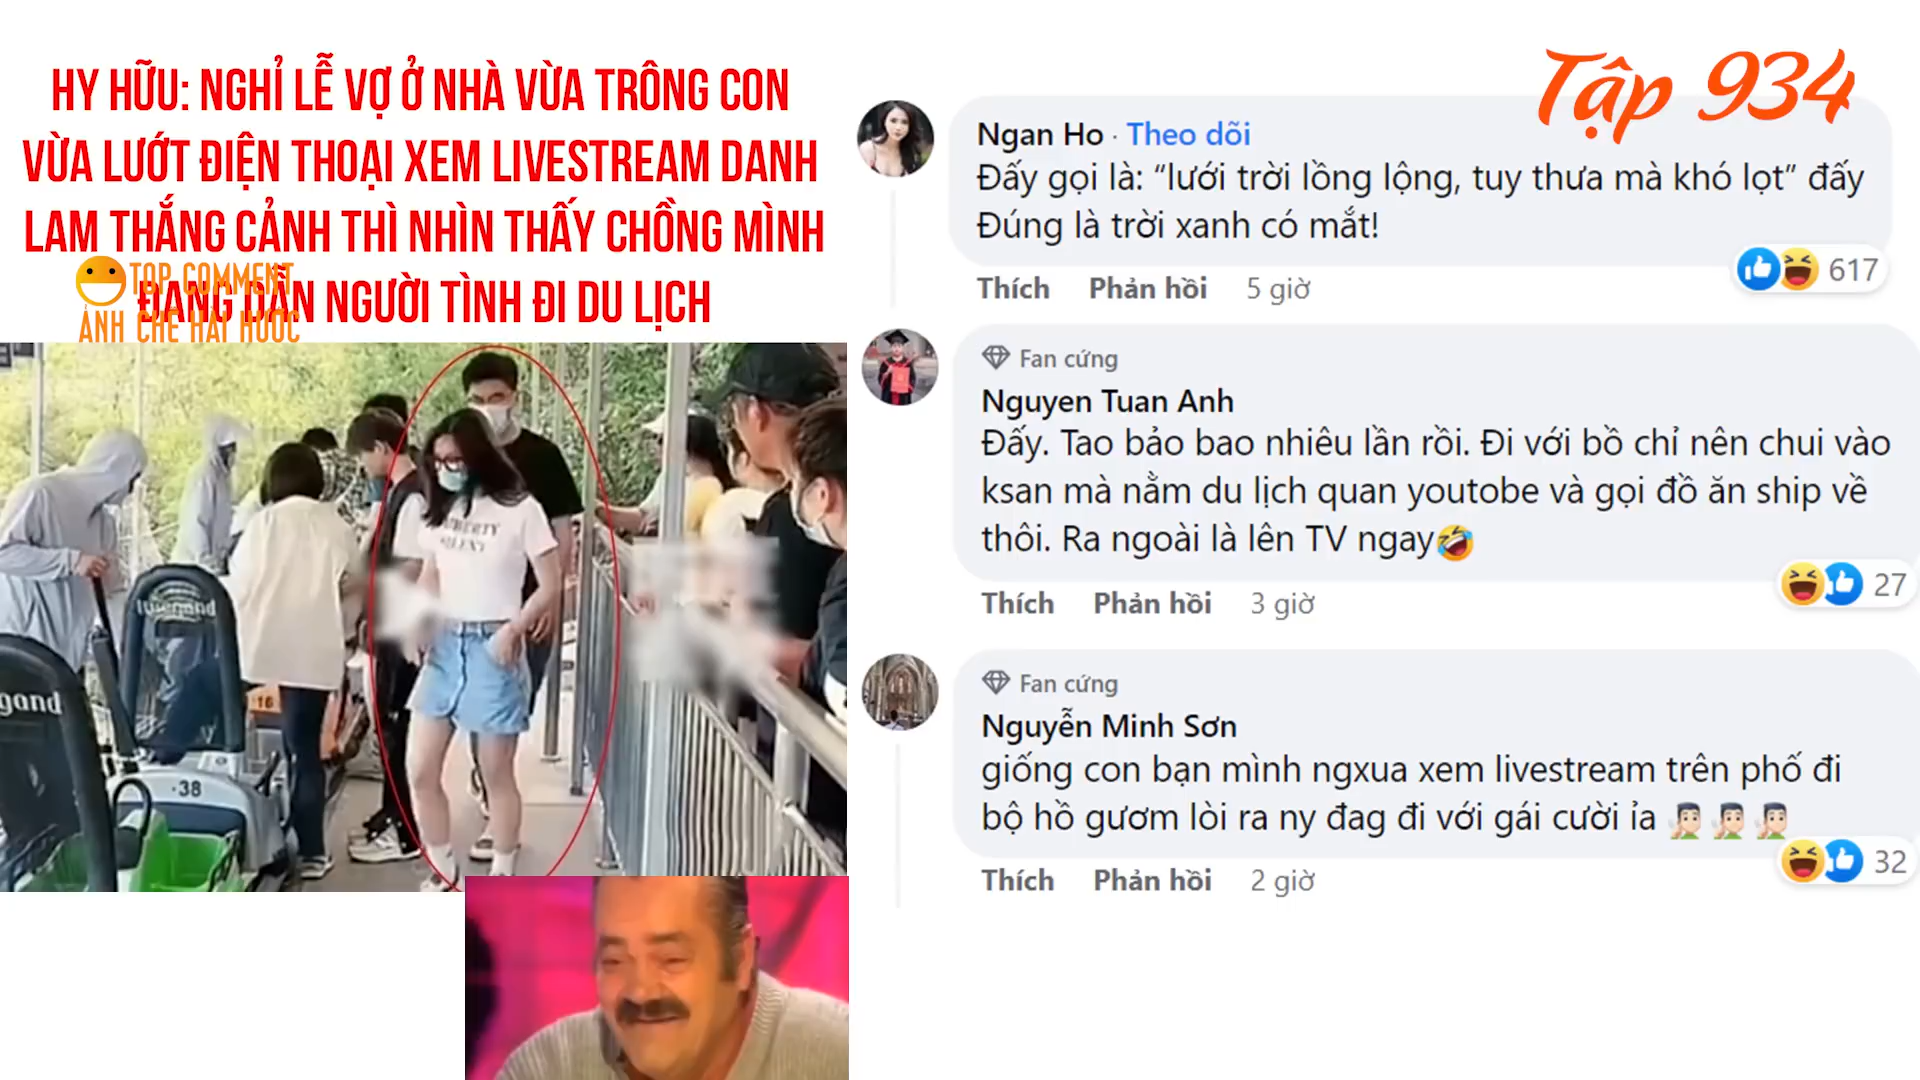 HY HỮU: NGHỈ LỄ VỢ Ở NHÀ VỪA TRÔNG CON
VỪA LƯỚT ĐIỆN THOẠI XEM LIVESTREAM DANH
LAM THẮNG CẢNH THÌ NHÌN THẤY CHỒNG MÌNH
ĐANG DẪN NGƯỜI TÌNH ĐI DU LỊCH
TOP COMMENT
ẢNH CHẾ HÀI HƯỚC
gand
38
16
Tập 934
Ngan Ho · Theo dõi
Đấy gọi là: “lưới trời lồng lộng, tuy thưa mà khó lọt” đấy
Đúng là trời xanh có mắt!
617
Thích Phản hồi 5 giờ
Fan cứng
Nguyen Tuan Anh
Đấy. Tao bảo bao nhiêu lần rồi. Đi với bồ chỉ nên chui vào
ksan mà nằm du lịch quan youtobe và gọi đồ ăn ship về
thôi. Ra ngoài là lên TV ngay🤣
27
Thích Phản hồi 3 giờ
Fan cứng
Nguyễn Minh Sơn
giống con bạn mình ngxua xem livestream trên phố đi
bộ hồ gươm lòi ra ny đag đi với gái cười ỉa 🤦🏻‍♂️🤦🏻‍♂️🤦🏻‍♂️
32
Thích Phản hồi 2 giờ